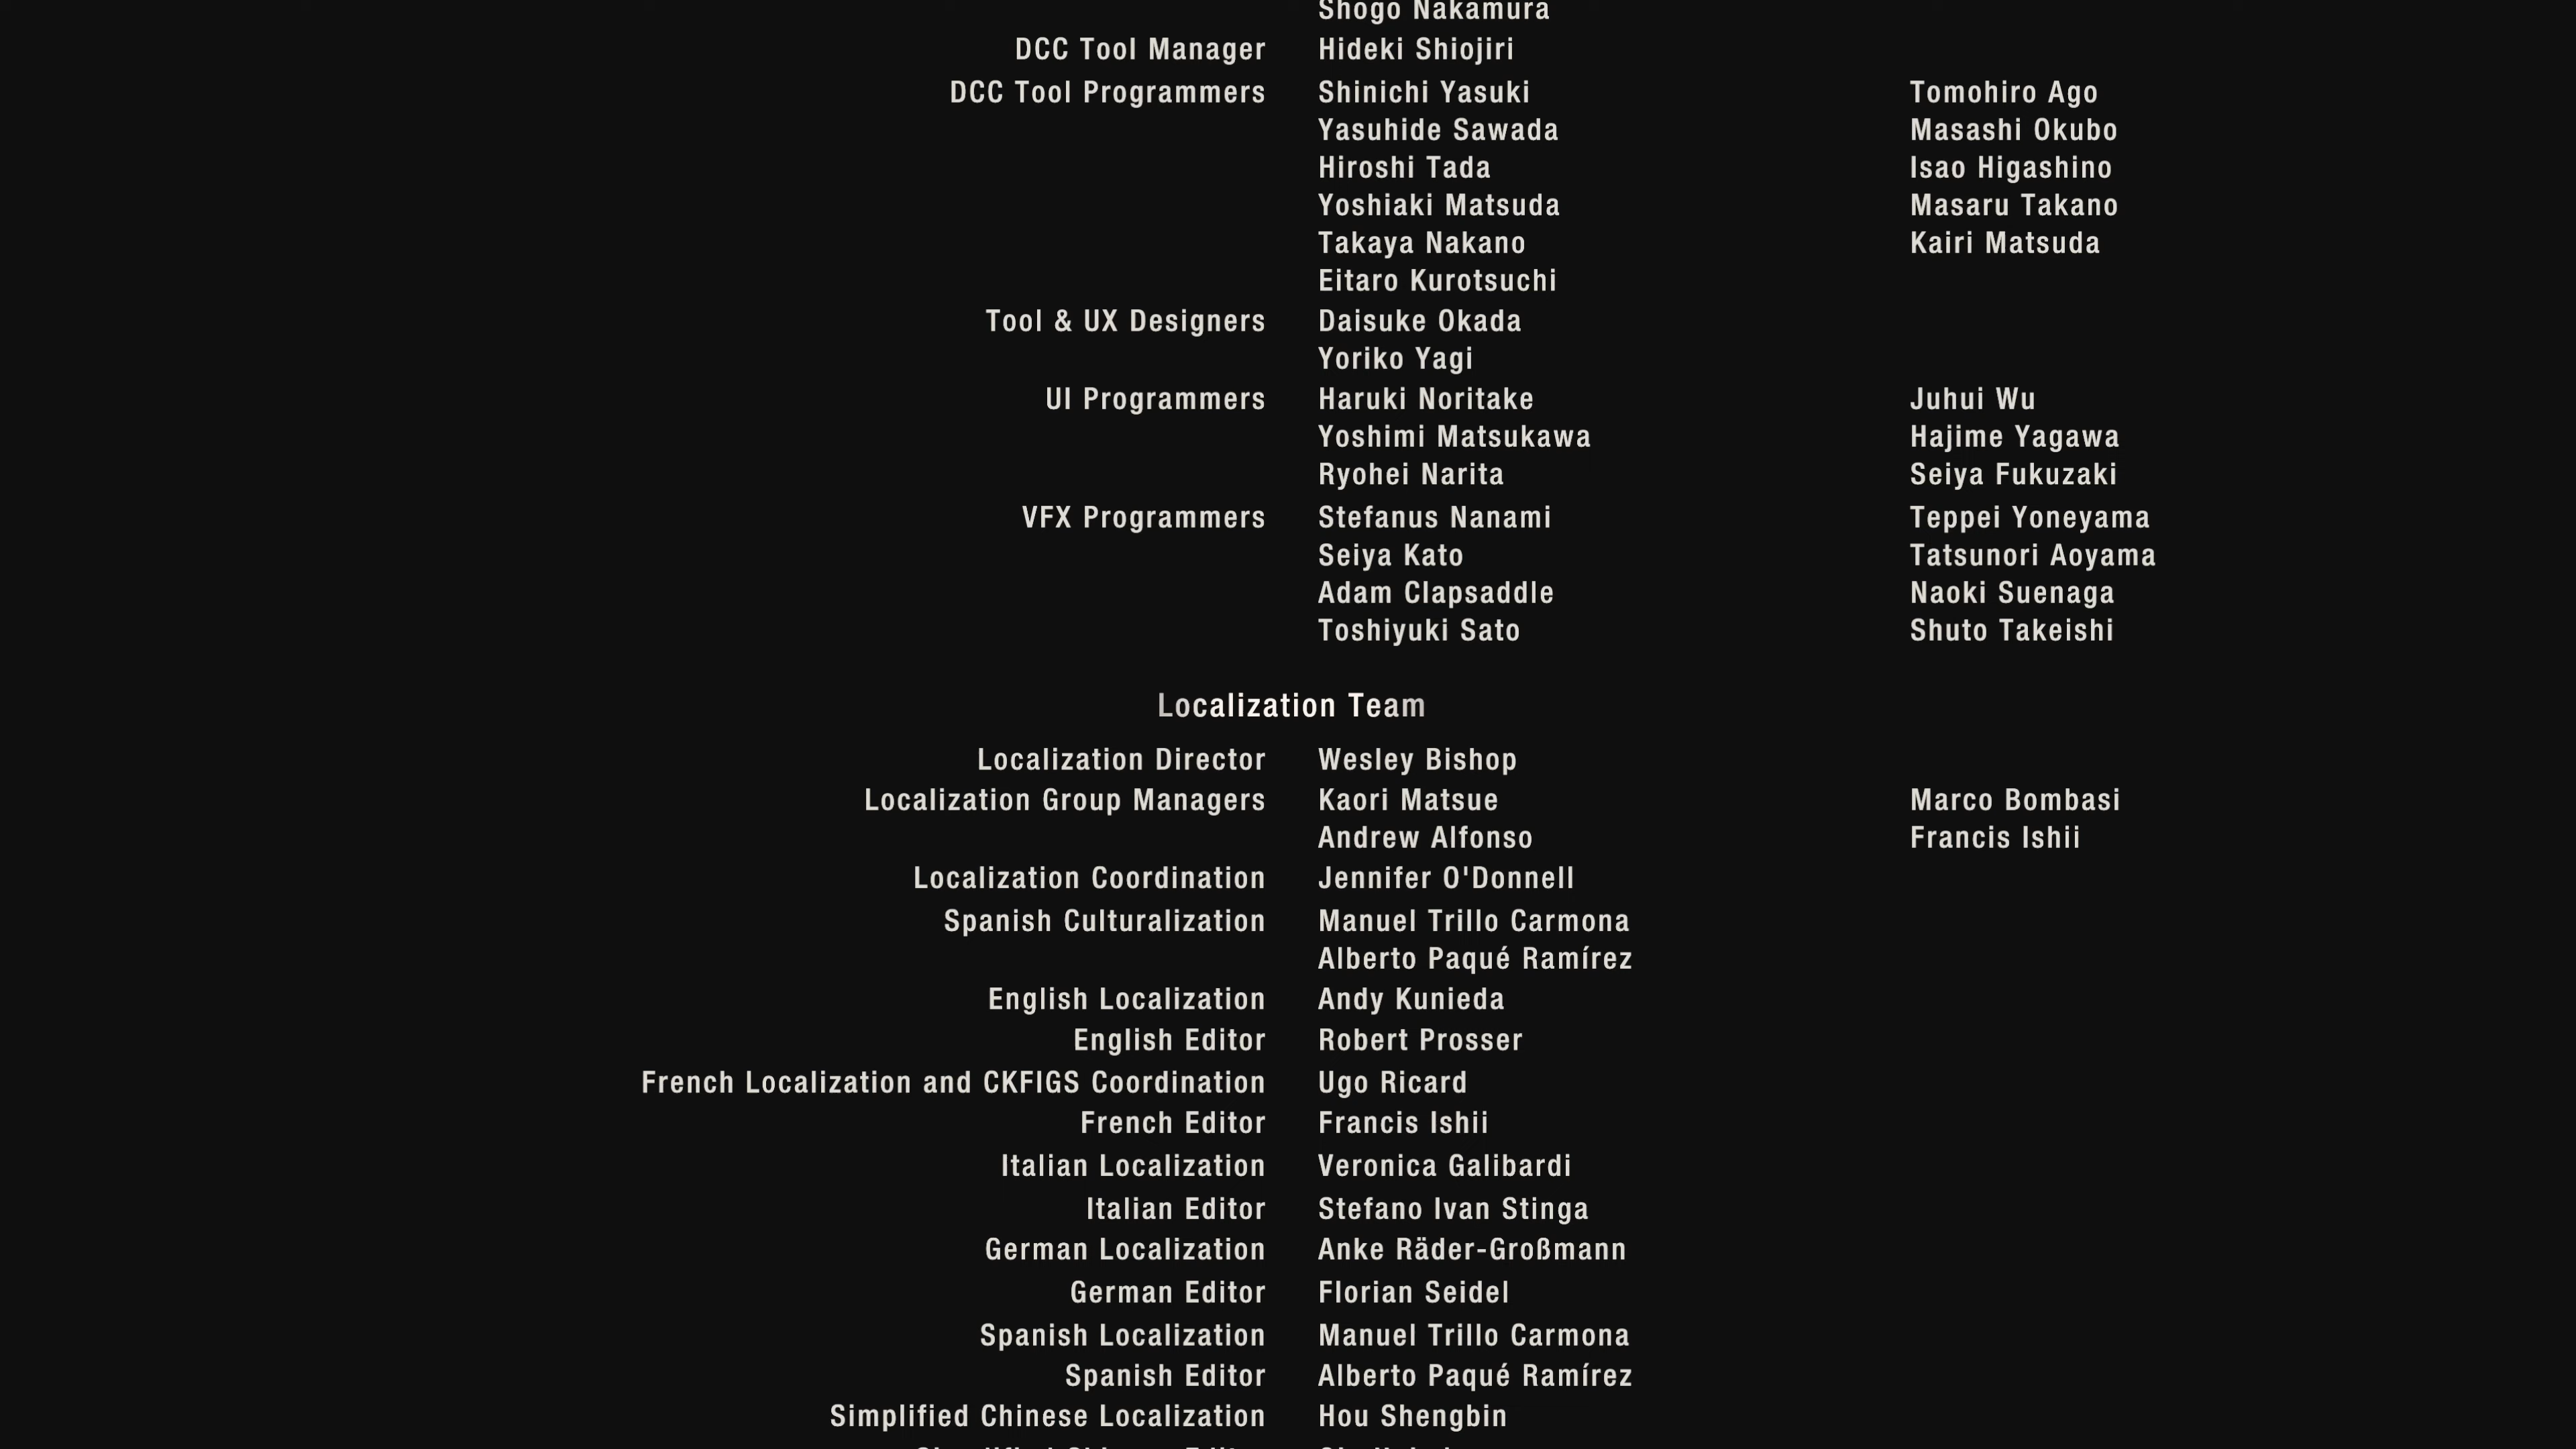 Shogo Nakamura
DCC Tool Manager Hideki Shiojiri
DCC Tool Programmers Shinichi Yasuki Tomohiro Ago
Yasuhide Sawada Masashi Okubo
Hiroshi Tada Isao Higashino
Yoshiaki Matsuda Masaru Takano
Takaya Nakano Kairi Matsuda
Eitaro Kurotsuchi
Tool & UX Designers Daisuke Okada
Yoriko Yagi
UI Programmers Haruki Noritake Juhui Wu
Yoshimi Matsukawa Hajime Yagawa
Ryohei Narita Seiya Fukuzaki
VFX Programmers Stefanus Nanami Teppei Yoneyama
Seiya Kato Tatsunori Aoyama
Adam Clapsaddle Naoki Suenaga
Toshiyuki Sato Shuto Takeishi
Localization Team
Localization Director Wesley Bishop
Localization Group Managers Kaori Matsue Marco Bombasi
Andrew Alfonso Francis Ishii
Localization Coordination Jennifer O'Donnell
Spanish Culturalization Manuel Trillo Carmona
Alberto Paqué Ramírez
English Localization Andy Kunieda
English Editor Robert Prosser
French Localization and CKFIGS Coordination Ugo Ricard
French Editor Francis Ishii
Italian Localization Veronica Galibardi
Italian Editor Stefano Ivan Stinga
German Localization Anke Räder-Großmann
German Editor Florian Seidel
Spanish Localization Manuel Trillo Carmona
Spanish Editor Alberto Paqué Ramírez
Simplified Chinese Localization Hou Shengbin